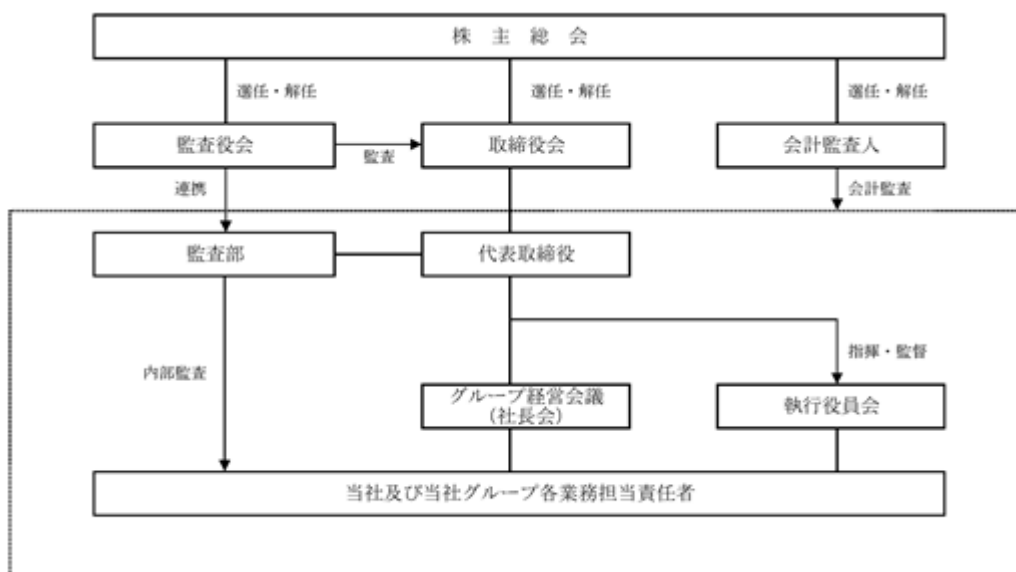 株主総会
選任・解任
選任・解任
選任・解任
監査役会
監査
取締役会
会計監査人
連携
会計監査
監査部
代表取締役
指揮・監督
内部監査
グループ経営会議
(社長会)
執行役員会
当社及び当社グループ各業務担当責任者